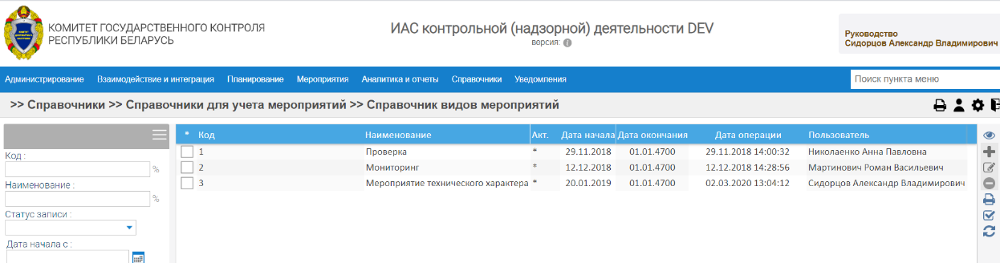 КОМИТЕТ ГОСУДАРСТВЕННОГО КОНТРОЛЯ
РЕСПУБЛИКИ БЕЛАРУСЬ
ИАС контрольной (надзорной) деятельности DEV
версия:
Руководство
Сидорцов Александр Владимирович
Администрирование Взаимодействие и интеграция Планирование Мероприятия Аналитика и отчеты Справочники Уведомления Поиск пункта меню
>> Справочники >> Справочники для учета мероприятий >> Справочник видов мероприятий
* Код Наименование Акт. Дата начала Дата окончания Дата операции Пользователь
1 Проверка * 29.11.2018 01.01.4700 29.11.2018 14:00:32 Николаенко Анна Павловна
2 Мониторинг * 12.12.2018 01.01.4700 12.12.2018 14:28:56 Мартинович Роман Васильевич
3 Мероприятие технического характера * 20.01.2019 01.01.4700 02.03.2020 13:04:12 Сидорцов Александр Владимирович
Код :
%
Наименование :
%
Статус записи :
Дата начала с :